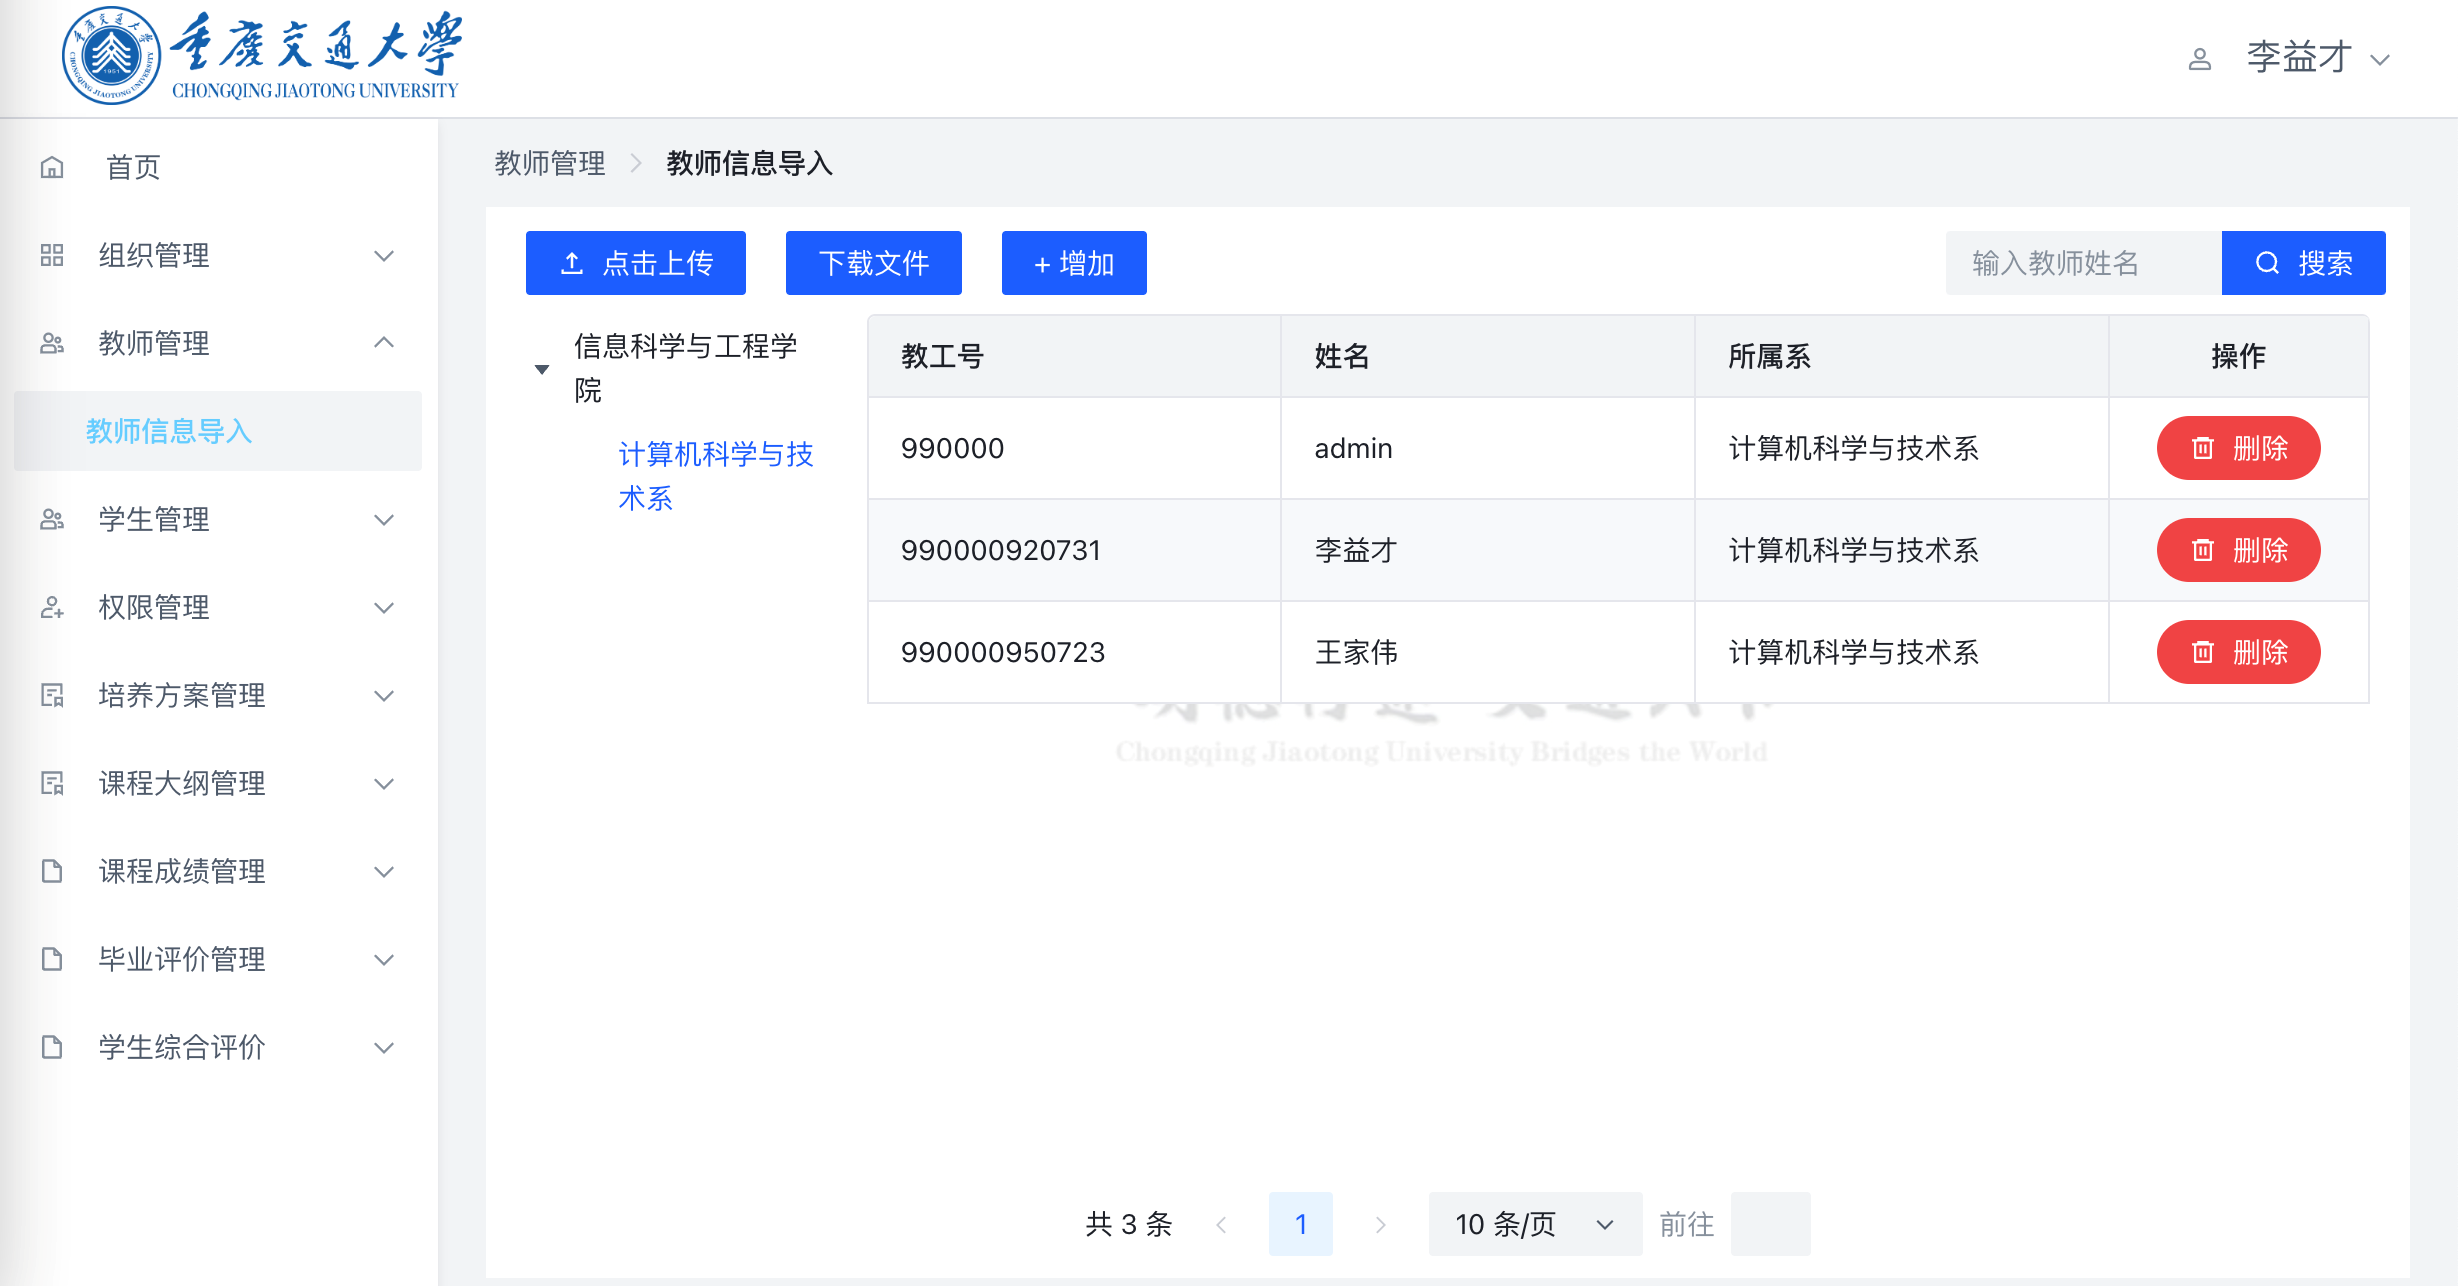 重庆交通大学
CHONGQING JIAOTONG UNIVERSITY
李益才
首页
组织管理
教师管理
教师信息导入
学生管理
权限管理
培养方案管理
课程大纲管理
课程成绩管理
毕业评价管理
学生综合评价
教师管理 > 教师信息导入
点击上传 下载文件 + 增加 输入教师姓名 搜索
信息科学与工程学
院
计算机科学与技
术系
教工号 姓名 所属系 操作
990000 admin 计算机科学与技术系 删除
990000920731 李益才 计算机科学与技术系 删除
990000950723 王家伟 计算机科学与技术系 删除
Chongqing Jiaotong University Bridges the World
共 3 条 1 10 条/页 前往